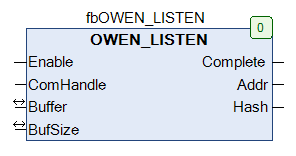 fbOWEN_LISTEN
0
OWEN_LISTEN
Enable Complete
ComHandle Addr
Buffer Hash
BufSize